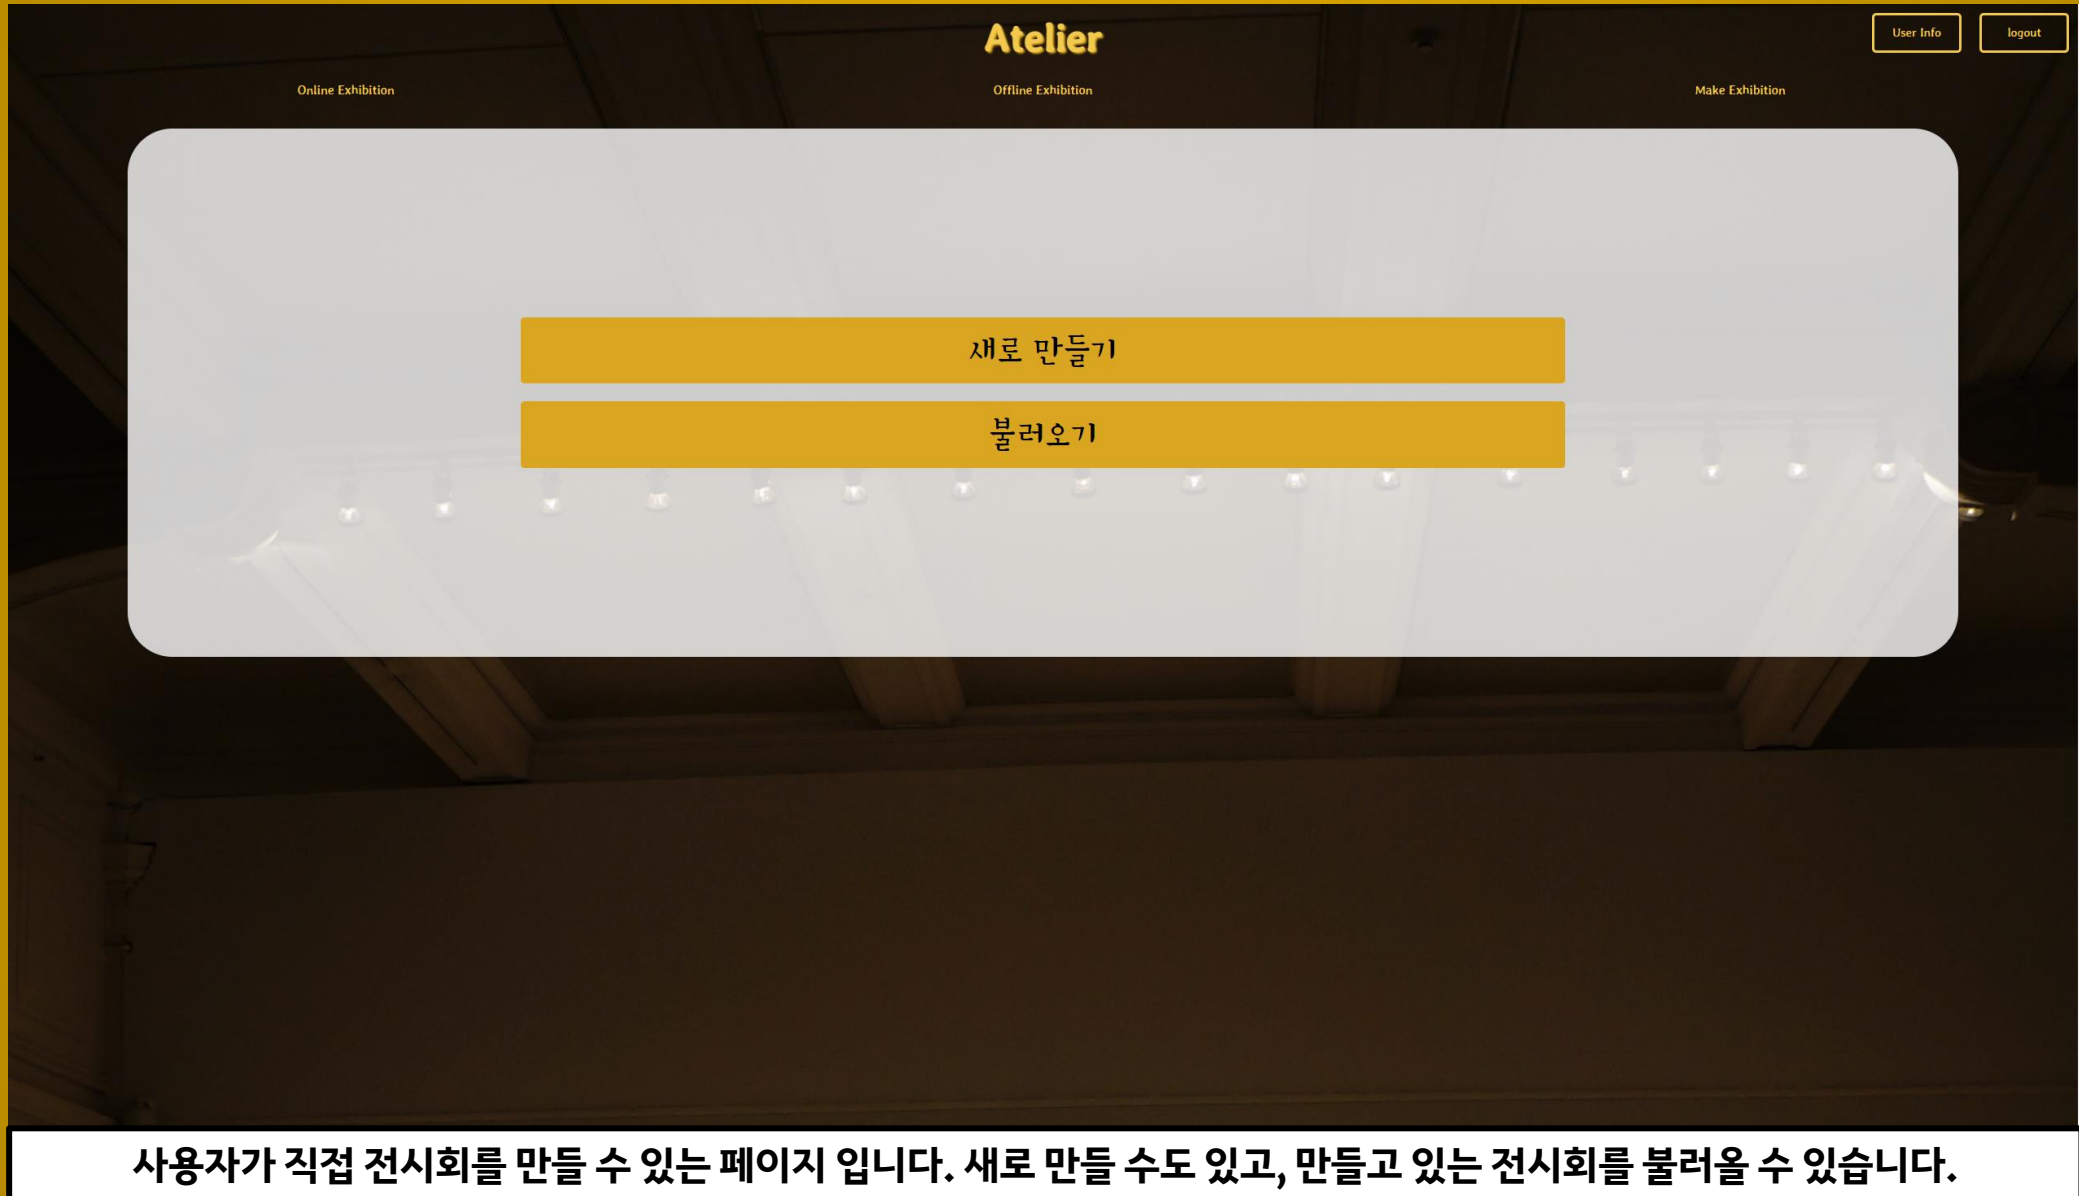 Atelier
User Info
logout
Online Exhibition
Offline Exhibition
Make Exhibition
새로 만들기
불러오기
사용자가 직접 전시회를 만들 수 있는 페이지 입니다. 새로 만들 수도 있고, 만들고 있는 전시회를 불러올 수 있습니다.